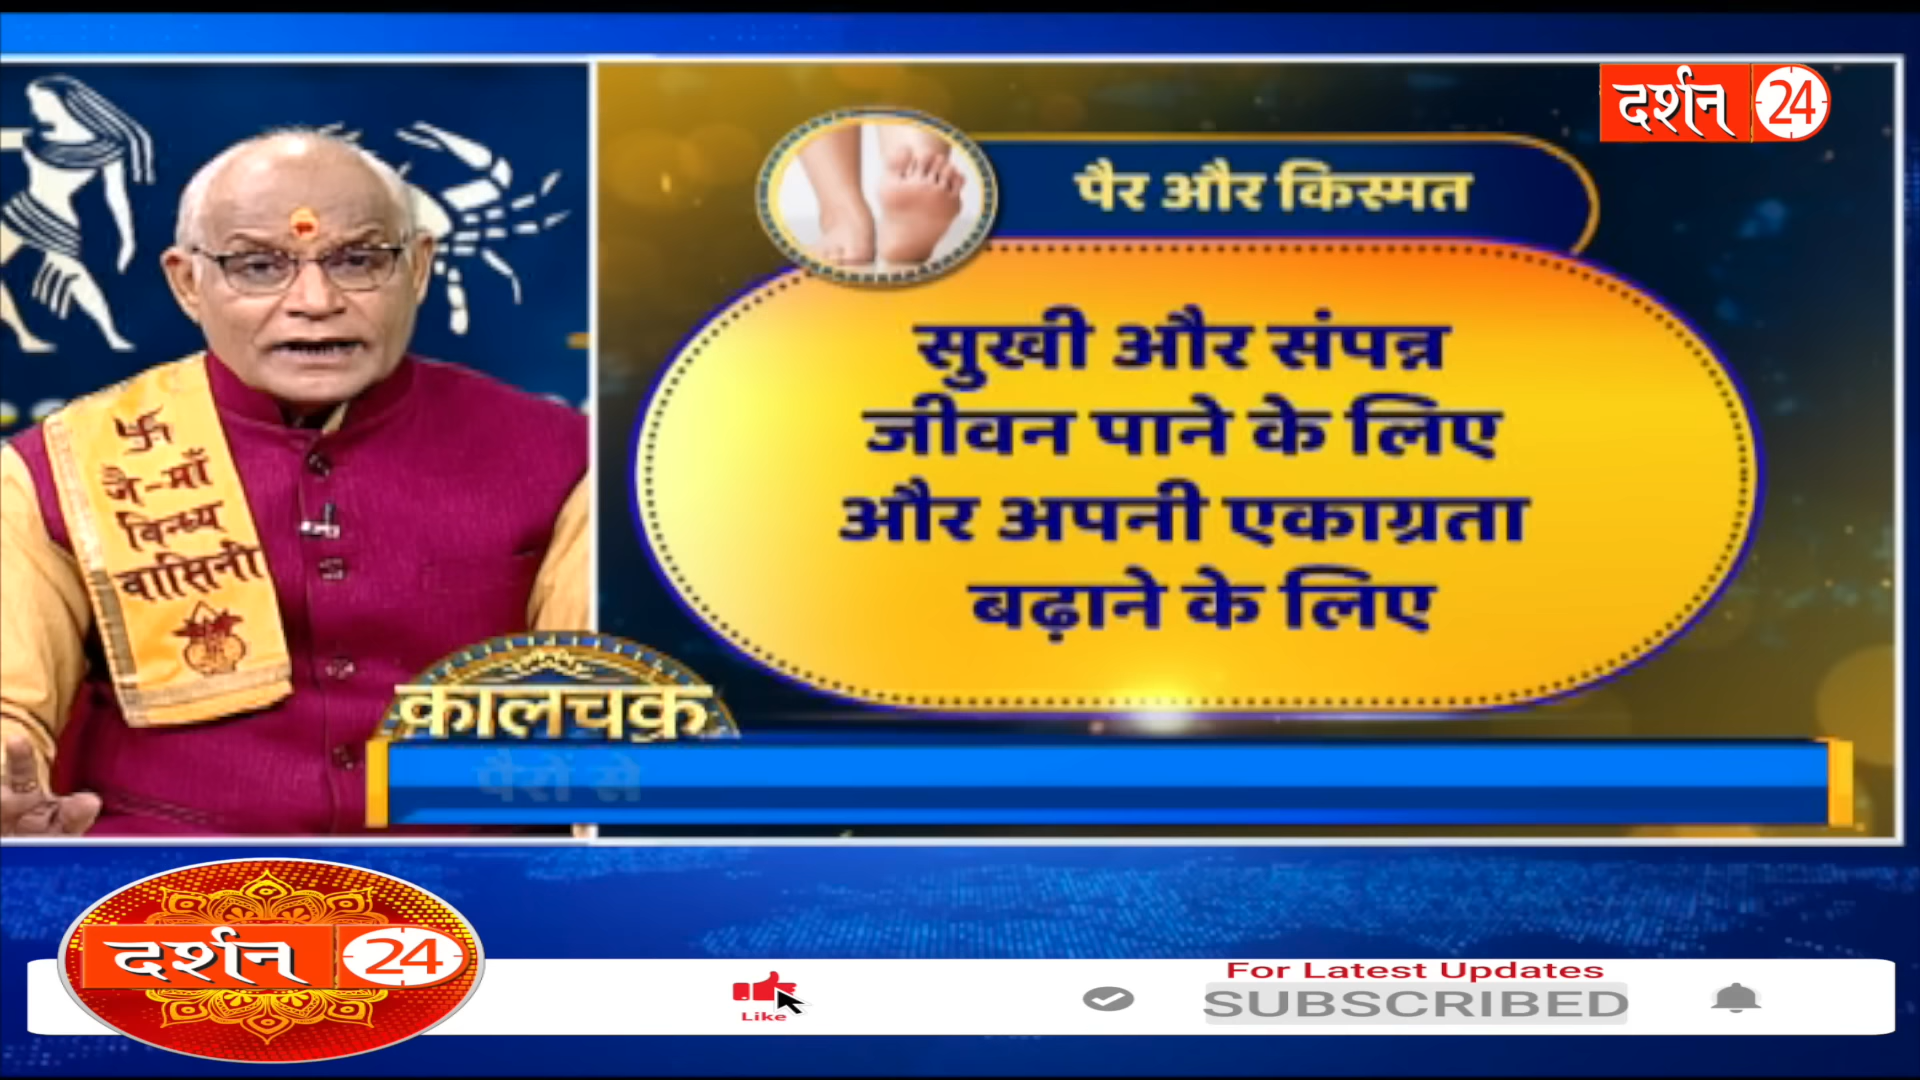 दर्शन 24
पैर और किस्मत
सुखी और संपन्न
जीवन पाने के लिए
और अपनी एकाग्रता
बढ़ाने के लिए
जै-माँ
विन्ध्य
वासिनी
कालचक्र
पैरों से
दर्शन 24
Like
For Latest Updates
SUBSCRIBED